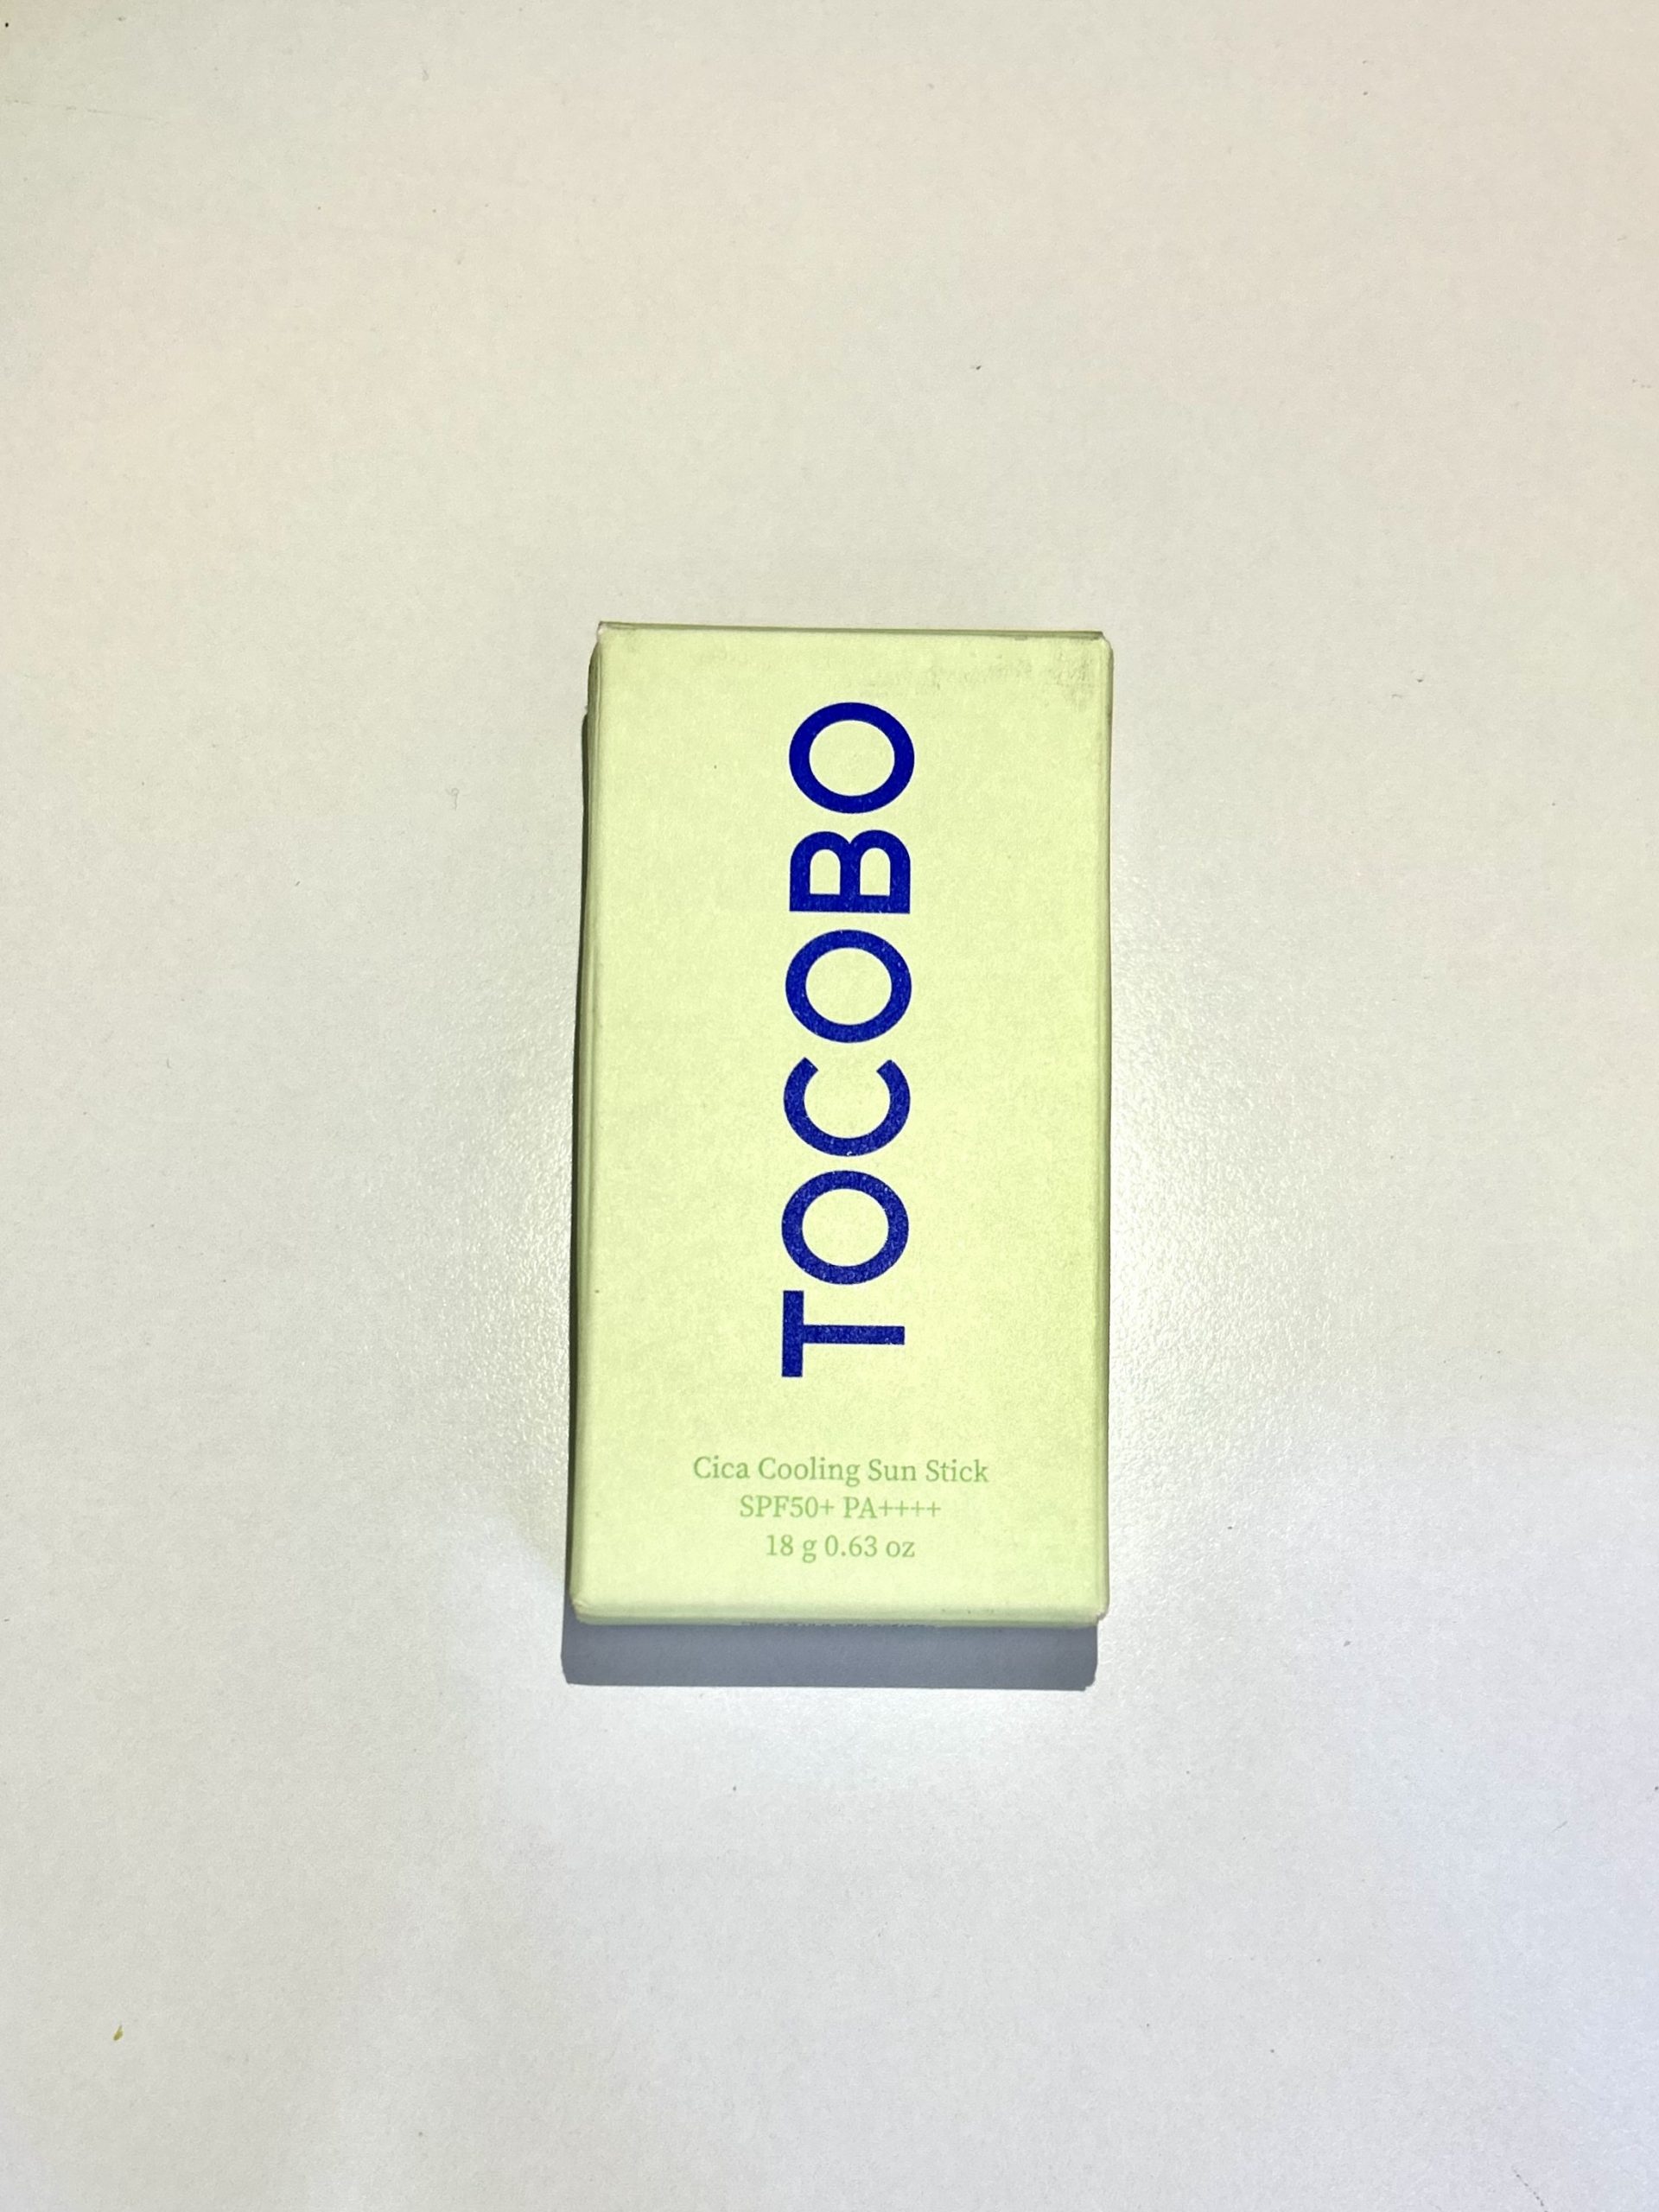 TOCOBO
Cica Cooling Sun Stick
SPF50+ PA++++
18 g 0.63 oz